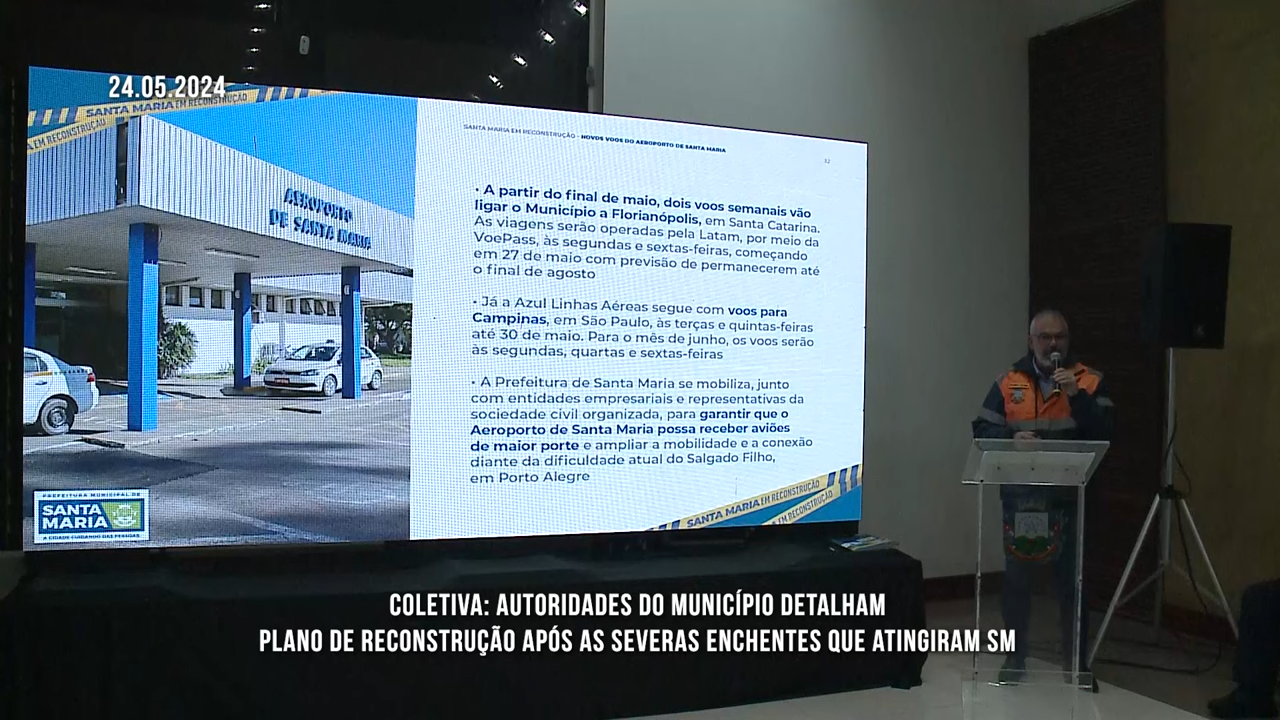 24.05.2024
SANTA MARIA EM RECONSTRUÇÃO
EM RECONSTRUÇÃO
AEROPORTO
DE SANTA MARIA
PREFEITURA MUNICIPAL DE
SANTA
MARIA
A CIDADE CUIDANDO DAS PESSOAS.
SANTA MARIA EM RECONSTRUÇÃO - NOVOS VOOS DO AEROPORTO DE SANTA MARIA
12
• A partir do final de maio, dois voos semanais vão
ligar o Município a Florianópolis, em Santa Catarina.
As viagens serão operadas pela Latam, por meio da
VoePass, às segundas e sextas-feiras, começando
em 27 de maio com previsão de permanecerem até
o final de agosto
• Já a Azul Linhas Aéreas segue com voos para
Campinas, em São Paulo, às terças e quintas-feiras
até 30 de maio. Para o mês de junho, os voos serão
às segundas, quartas e sextas-feiras
• A Prefeitura de Santa Maria se mobiliza, junto
com entidades empresariais e representativas da
sociedade civil organizada, para garantir que o
Aeroporto de Santa Maria possa receber aviões
de maior porte e ampliar a mobilidade e a conexão
diante da dificuldade atual do Salgado Filho,
em Porto Alegre
SANTA MARIA EM RECONSTRUÇÃO
EM RECONSTRUÇÃO
COLETIVA: AUTORIDADES DO MUNICÍPIO DETALHAM
PLANO DE RECONSTRUÇÃO APÓS AS SEVERAS ENCHENTES QUE ATINGIRAM SM